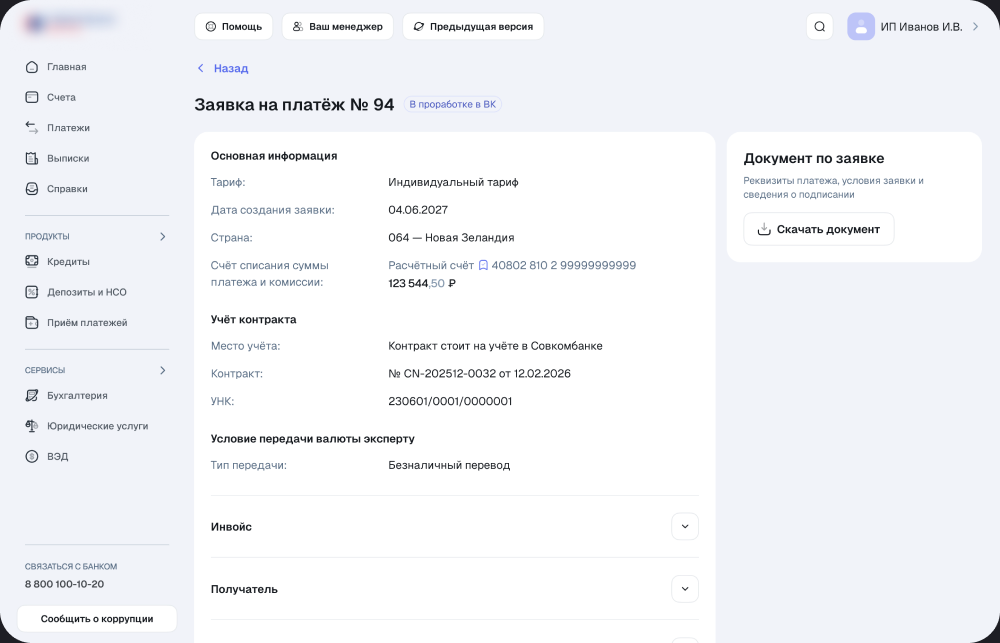 Помощь
Ваш менеджер
Предыдущая версия
ИП Иванов И.В.
Главная
Счета
Платежи
Выписки
Справки
ПРОДУКТЫ
Кредиты
Депозиты и НСО
Приём платежей
СЕРВИСЫ
Бухгалтерия
Юридические услуги
ВЭД
СВЯЗАТЬСЯ С БАНКОМ
8 800 100-10-20
Сообщить о коррупции
Назад
Заявка на платёж № 94
В проработке в ВК
Основная информация
Тариф:
Индивидуальный тариф
Дата создания заявки:
04.06.2027
Страна:
064 — Новая Зеландия
Счёт списания суммы
платежа и комиссии:
Расчётный счёт 40802 810 2 99999999999
123 544,50 ₽
Учёт контракта
Место учёта:
Контракт стоит на учёте в Совкомбанке
Контракт:
№ CN-202512-0032 от 12.02.2026
УНК:
230601/0001/0000001
Условие передачи валюты эксперту
Тип передачи:
Безналичный перевод
Инвойс
Получатель
Документ по заявке
Реквизиты платежа, условия заявки и
сведения о подписании
Скачать документ